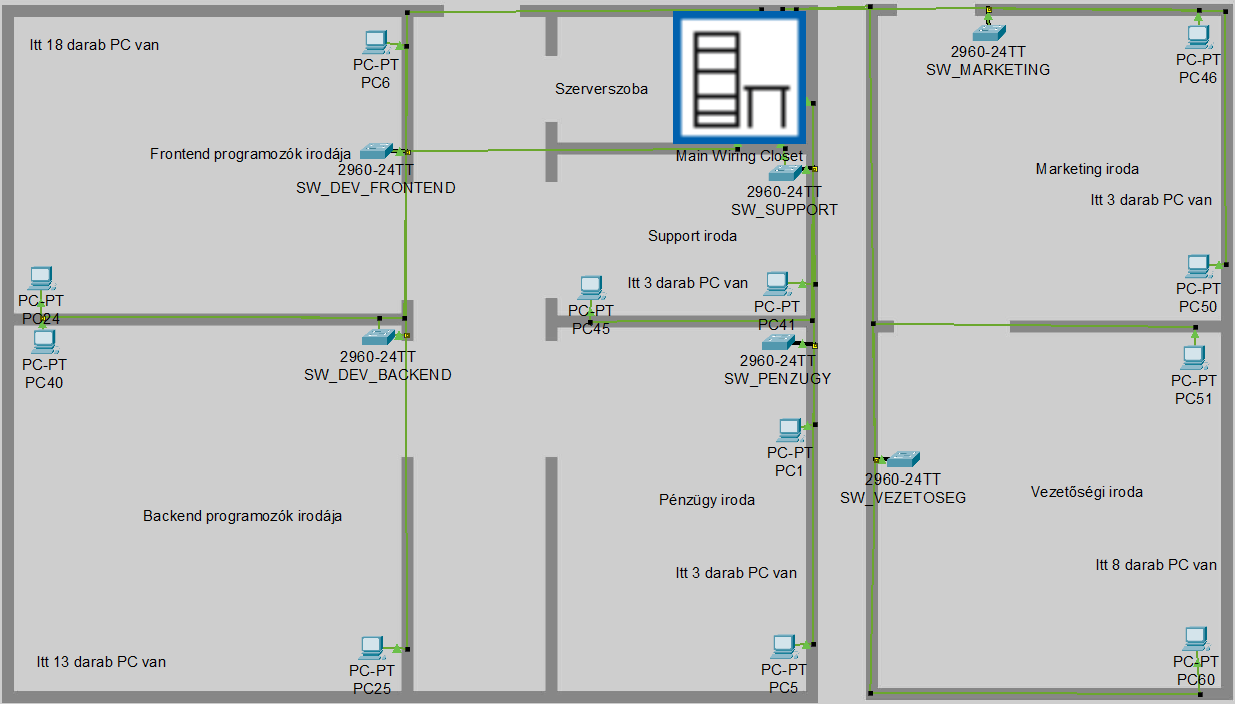 Itt 18 darab PC van
PC-PT
PC6
Frontend programozók irodája
2960-24TT
SW_DEV_FRONTEND
PC-PT
PC24
PC-PT
PC40
2960-24TT
SW_DEV_BACKEND
Backend programozók irodája
Itt 13 darab PC van
PC-PT
PC25
Szerverszoba
Main Wiring Closet
2960-24TT
SW_SUPPORT
Support iroda
Itt 3 darab PC van
PC-PT
PC45
PC-PT
PC41
2960-24TT
SW_PENZUGY
PC-PT
PC1
Pénzügy iroda
Itt 3 darab PC van
PC-PT
PC5
2960-24TT
SW_MARKETING
PC-PT
PC46
Marketing iroda
Itt 3 darab PC van
PC-PT
PC50
PC-PT
PC51
2960-24TT
SW_VEZETOSEG
Vezetőségi iroda
Itt 8 darab PC van
PC-PT
PC60